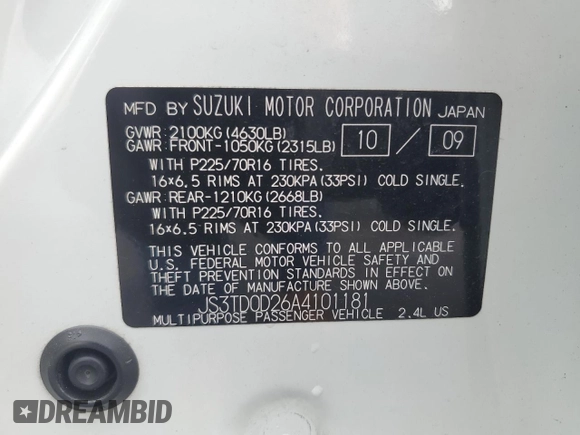 MFD BY SUZUKI MOTOR CORPORATION JAPAN
GVWR: 2100KG (4630LB)
GAWR: FRONT-1050KG (2315LB) 10 / 09
WITH P225/70R16 TIRES.
16×6.5 RIMS AT 230KPA (33PSI) COLD SINGLE.
GAWR: REAR-1210KG (2668LB)
WITH P225/70R16 TIRES.
16×6.5 RIMS AT 230KPA (33PSI) COLD SINGLE.
THIS VEHICLE CONFORMS TO ALL APPLICABLE
U.S. FEDERAL MOTOR VEHICLE SAFETY AND
THEFT PREVENTION STANDARDS IN EFFECT ON
THE DATE OF MANUFACTURE SHOWN ABOVE.
JS3TD0D26A4101181
MULTIPURPOSE PASSENGER VEHICLE 2.4L US
DREAMBID